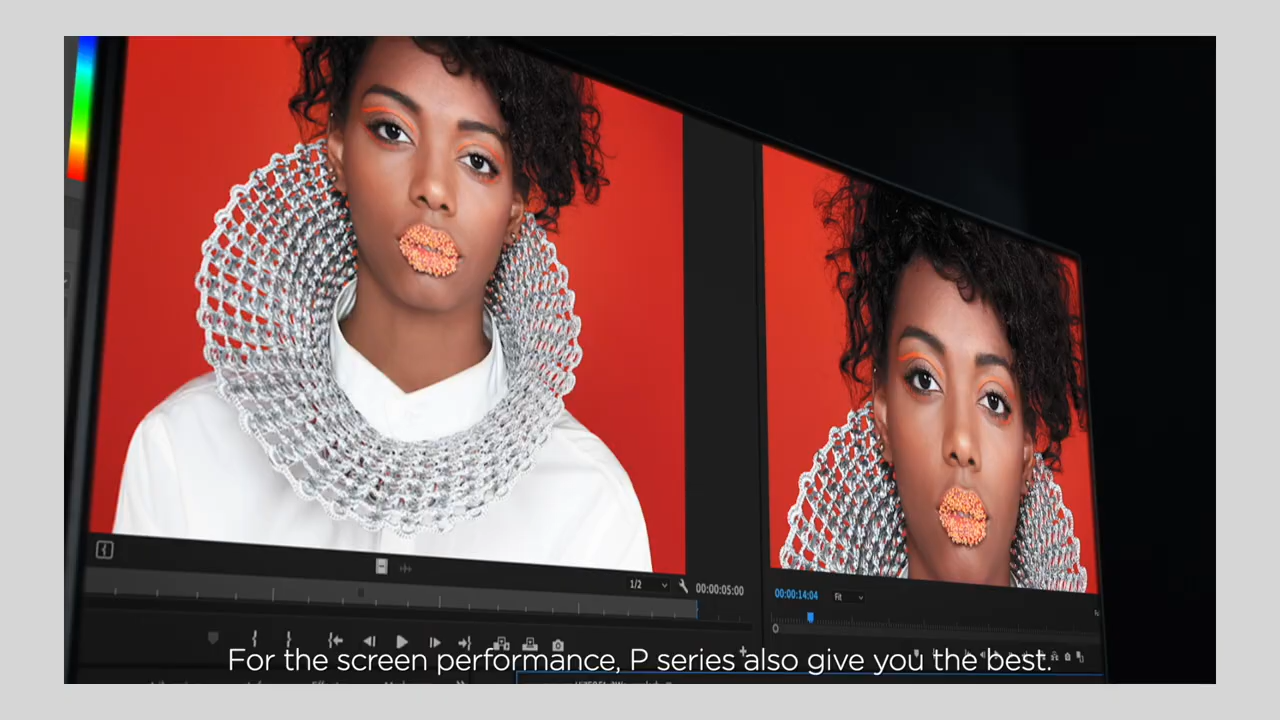 1/2
00:00:05:00
00:00:14:04
Fit
For the screen performance, P series also give you the best.